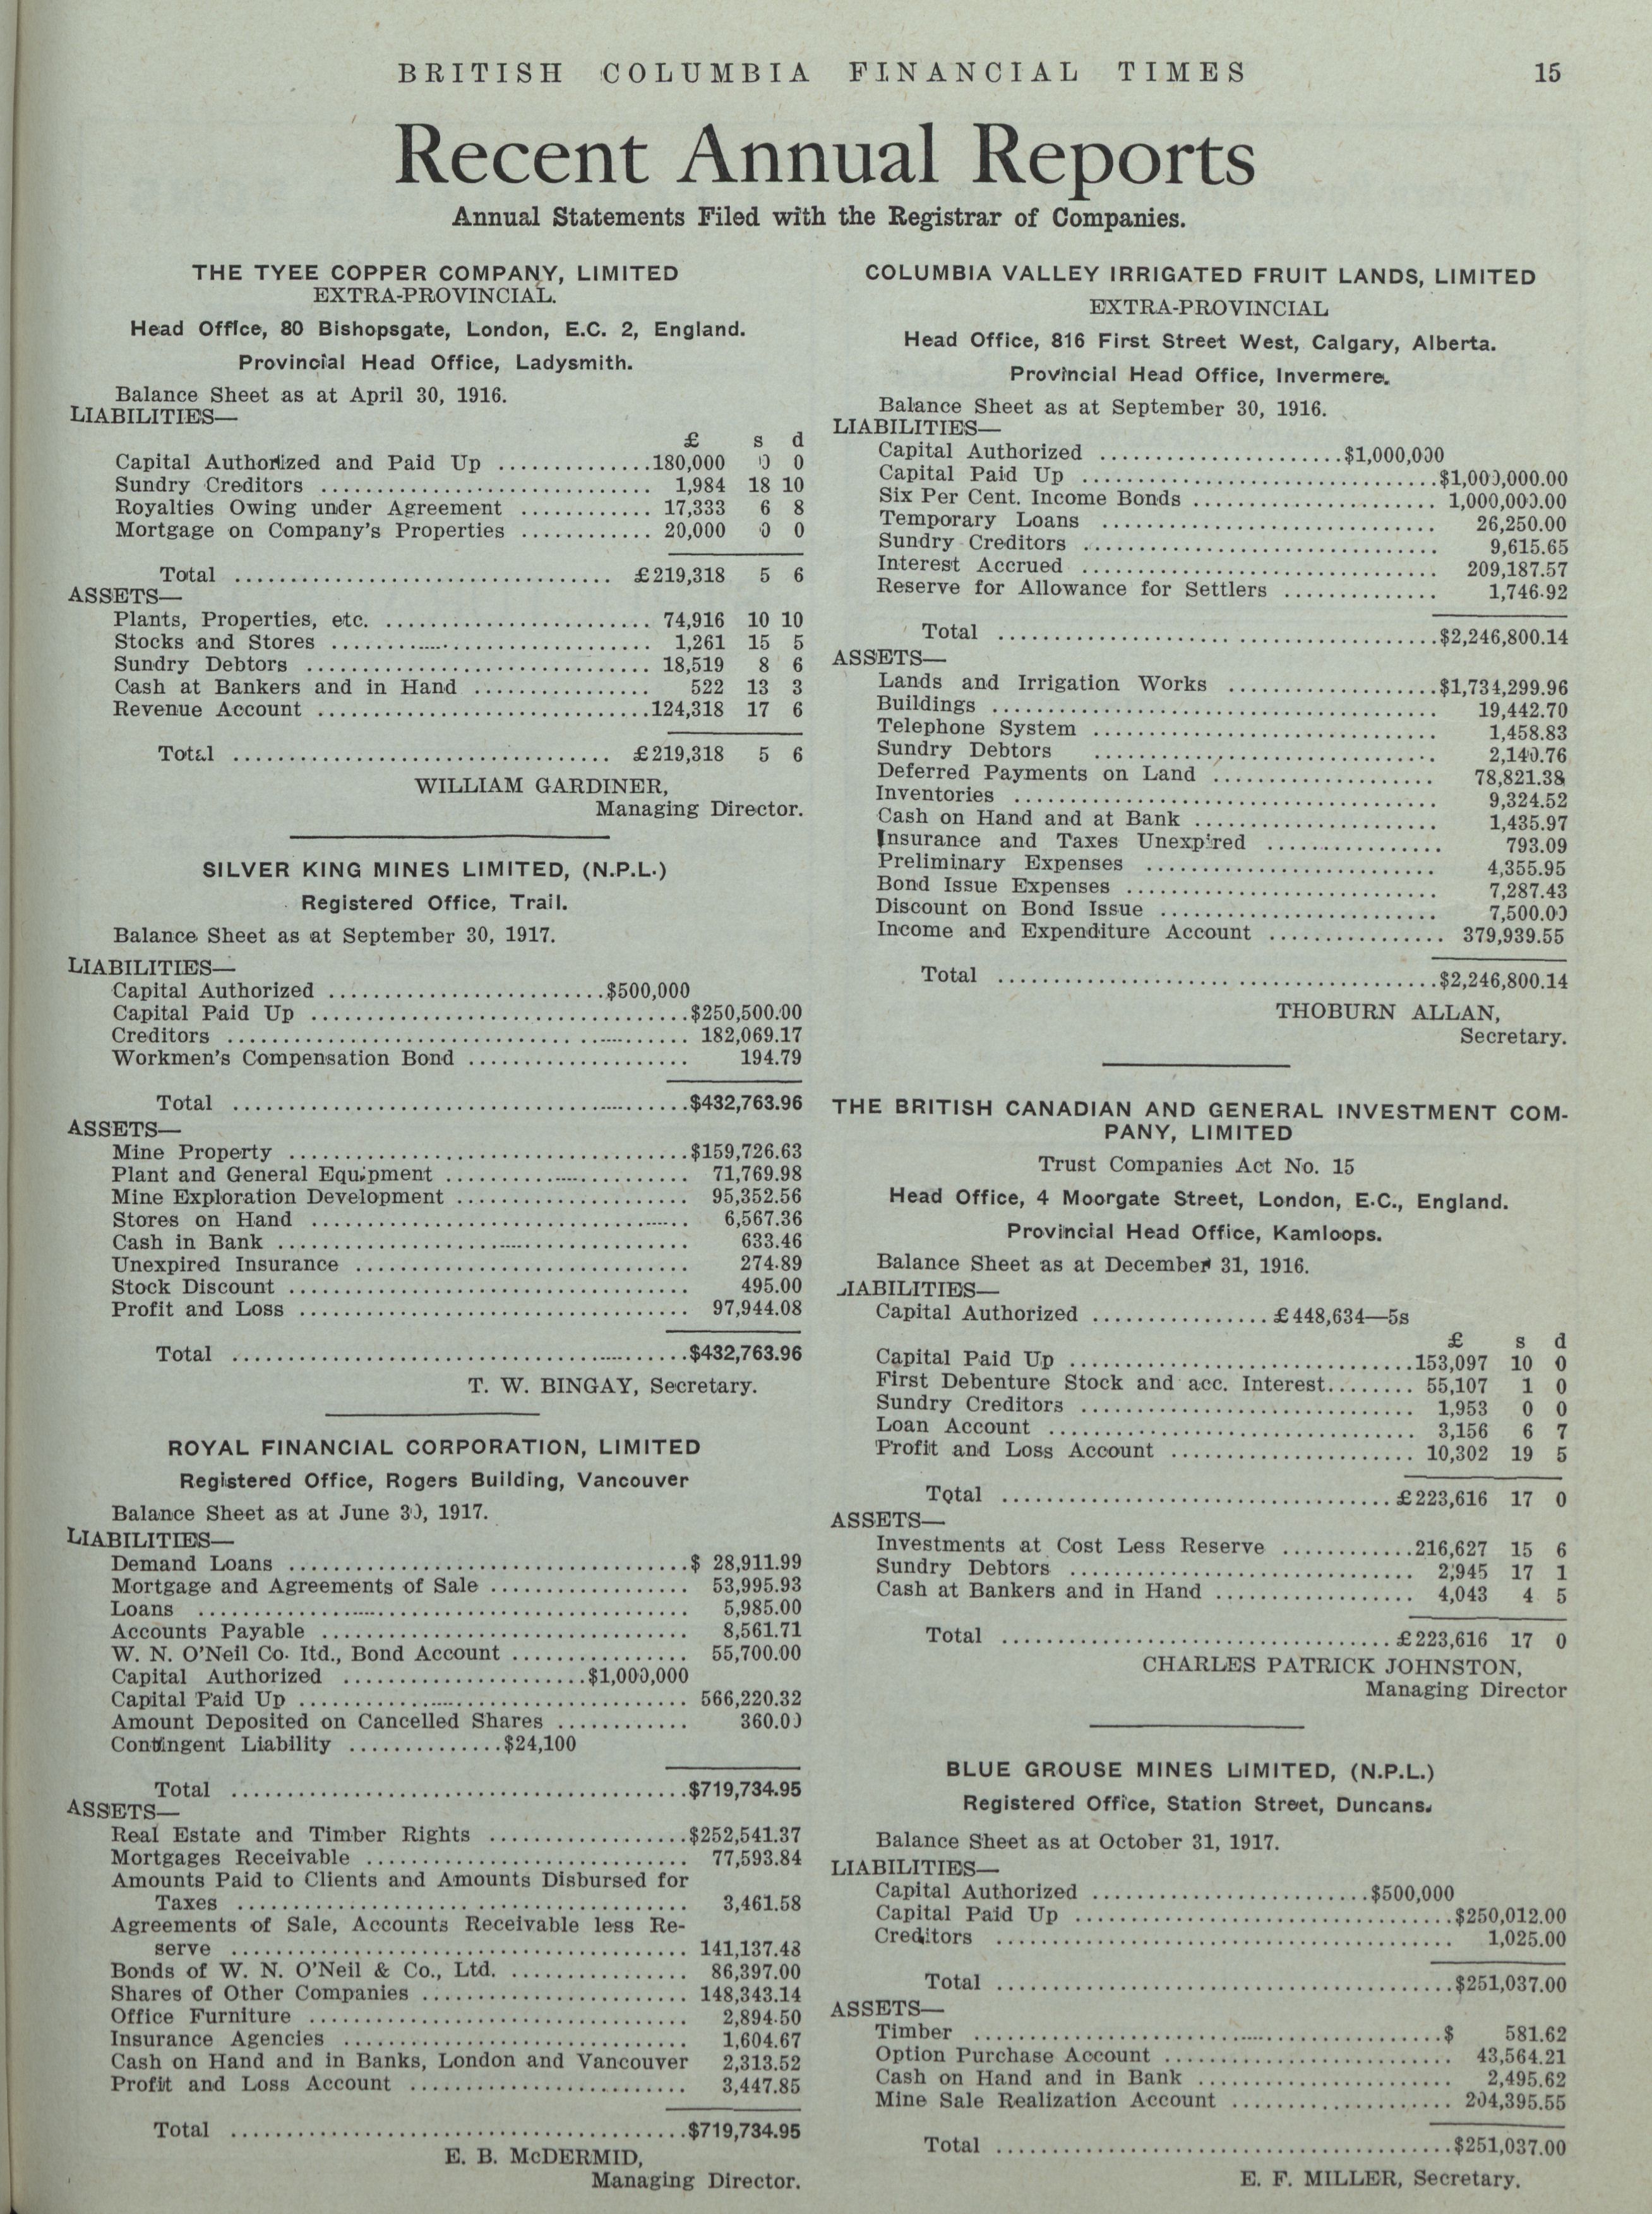 BRITISH COLUMBIA FINANCIAL TIMES 15
Recent Annual Reports
Annual Statements Filed with the Registrar of Companies.
THE TYEE COPPER COMPANY, LIMITED
EXTRA-PROVINCIAL.
Head Office, 80 Bishopsgate, London, E.C. 2, England.
Provincial Head Office, Ladysmith.
Balance Sheet as at April 30, 1916.
LIABILITIES—
£ s d
Capital Authorized and Paid Up ..............180,000 0 0
Sundry Creditors .............................. 1,984 18 10
Royalties Owing under Agreement ............ 17,333 6 8
Mortgage on Company's Properties ............ 20,000 0 0
Total .................................. £219,318 5 6
ASSETS—
Plants, Properties, etc. ........................ 74,916 10 10
Stocks and Stores ............................. 1,261 15 5
Sundry Debtors ............................... 18,519 8 6
Cash at Bankers and in Hand ................ 522 13 3
Revenue Account ..............................124,318 17 6
Total .................................. £219,318 5 6
WILLIAM GARDINER,
Managing Director.
SILVER KING MINES LIMITED, (N.P.L.)
Registered Office, Trail.
Balance Sheet as at September 30, 1917.
LIABILITIES—
Capital Authorized .........................$500,000
Capital Paid Up ..................................$250,500.00
Creditors ......................................... 182,069.17
Workmen's Compensation Bond .................... 194.79
Total .........................................$432,763.96
ASSETS—
Mine Property ....................................$159,726.63
Plant and General Equipment ...................... 71,769.98
Mine Exploration Development ..................... 95,352.56
Stores on Hand .................................. 6,567.36
Cash in Bank ..................................... 633.46
Unexpired Insurance .............................. 274.89
Stock Discount .................................... 495.00
Profit and Loss ................................... 97,944.08
Total .........................................$432,763.96
T. W. BINGAY, Secretary.
ROYAL FINANCIAL CORPORATION, LIMITED
Registered Office, Rogers Building, Vancouver
Balance Sheet as at June 30, 1917.
LIABILITIES—
Demand Loans ....................................$ 28,911.99
Mortgage and Agreements of Sale .................. 53,995.93
Loans ............................................ 5,985.00
Accounts Payable ................................. 8,561.71
W. N. O'Neil Co. ltd., Bond Account ................ 55,700.00
Capital Authorized ......................$1,000,000
Capital Paid Up ................................... 566,220.32
Amount Deposited on Cancelled Shares ............ 360.00
Contingent Liability ..............$24,100
Total .........................................$719,734.95
ASSETS—
Real Estate and Timber Rights ..................$252,541.37
Mortgages Receivable ............................. 77,593.84
Amounts Paid to Clients and Amounts Disbursed for
Taxes ........................................ 3,461.58
Agreements of Sale, Accounts Receivable less Re-
serve ......................................... 141,137.48
Bonds of W. N. O'Neil & Co., Ltd. ................ 86,397.00
Shares of Other Companies ........................ 148,343.14
Office Furniture .................................. 2,894.50
Insurance Agencies ............................... 1,604.67
Cash on Hand and in Banks, London and Vancouver 2,313.52
Profit and Loss Account ......................... 3,447.85
Total .........................................$719,734.95
E. B. McDERMID,
Managing Director.
COLUMBIA VALLEY IRRIGATED FRUIT LANDS, LIMITED
EXTRA-PROVINCIAL
Head Office, 816 First Street West, Calgary, Alberta.
Provincial Head Office, Invermere.
Balance Sheet as at September 30, 1916.
LIABILITIES—
Capital Authorized ......................$1,000,000
Capital Paid Up ................................$1,000,000.00
Six Per Cent. Income Bonds ...................... 1,000,000.00
Temporary Loans .............................. 26,250.00
Sundry Creditors ................................ 9,615.65
Interest Accrued ................................ 209,187.57
Reserve for Allowance for Settlers .............. 1,746.92
Total ........................................$2,246,800.14
ASSETS—
Lands and Irrigation Works ...................$1,734,299.96
Buildings ........................................ 19,442.70
Telephone System ............................... 1,458.83
Sundry Debtors ............................... 2,140.76
Deferred Payments on Land .................... 78,821.38
Inventories ...................................... 9,324.52
Cash on Hand and at Bank ...................... 1,435.97
Insurance and Taxes Unexpired ................ 793.09
Preliminary Expenses .......................... 4,355.95
Bond Issue Expenses ............................ 7,287.43
Discount on Bond Issue ......................... 7,500.00
Income and Expenditure Account ................ 379,939.55
Total ........................................$2,246,800.14
THOBURN ALLAN,
Secretary.
THE BRITISH CANADIAN AND GENERAL INVESTMENT COM-
PANY, LIMITED
Trust Companies Act No. 15
Head Office, 4 Moorgate Street, London, E.C., England.
Provincial Head Office, Kamloops.
Balance Sheet as at December 31, 1916.
LIABILITIES—
Capital Authorized ................£448,634—5s
£ s d
Capital Paid Up ...............................153,097 10 0
First Debenture Stock and acc. Interest........ 55,107 1 0
Sundry Creditors .............................. 1,953 0 0
Loan Account ................................. 3,156 6 7
Profit and Loss Account ...................... 10,302 19 5
Total ...................................£223,616 17 0
ASSETS—
Investments at Cost Less Reserve ............216,627 15 6
Sundry Debtors ............................... 2,945 17 1
Cash at Bankers and in Hand .................. 4,043 4 5
Total ...................................£223,616 17 0
CHARLES PATRICK JOHNSTON,
Managing Director
BLUE GROUSE MINES LIMITED, (N.P.L.)
Registered Office, Station Street, Duncans.
Balance Sheet as at October 31, 1917.
LIABILITIES—
Capital Authorized .........................$500,000
Capital Paid Up ..................................$250,012.00
Creditors ......................................... 1,025.00
Total .........................................$251,037.00
ASSETS—
Timber ..........................................$ 581.62
Option Purchase Account .......................... 43,564.21
Cash on Hand and in Bank ....................... 2,495.62
Mine Sale Realization Account .................... 204,395.55
Total .........................................$251,037.00
E. F. MILLER, Secretary.